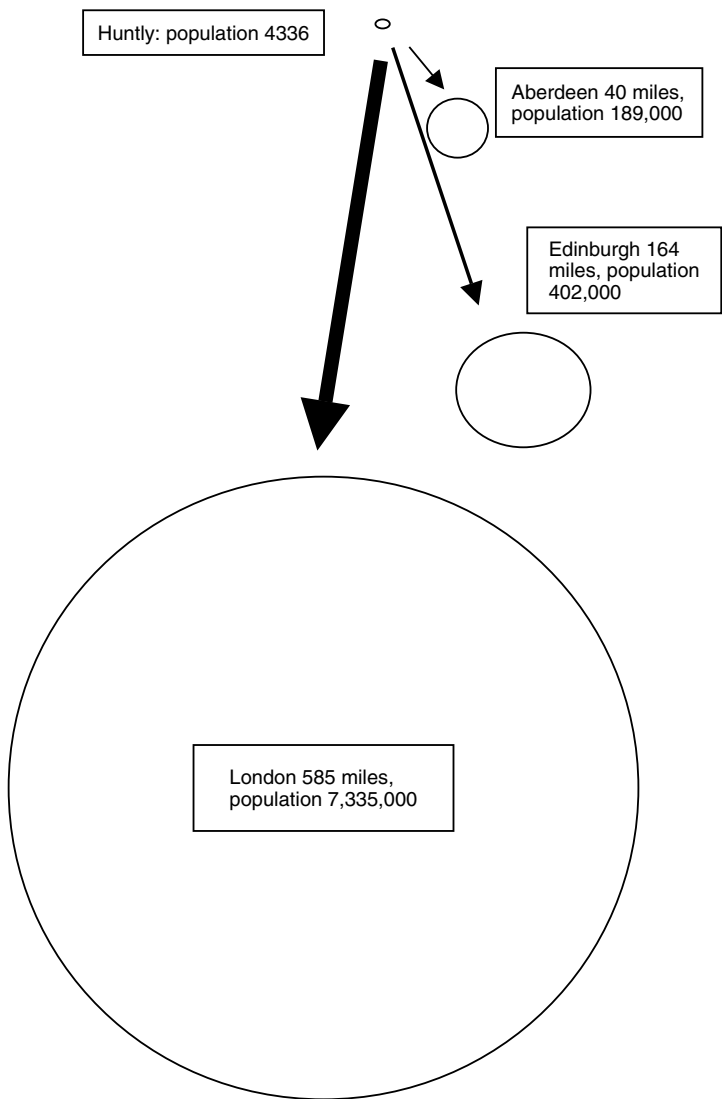 Huntly: population 4336
Aberdeen 40 miles,
population 189,000
Edinburgh 164
miles, population
402,000
London 585 miles,
population 7,335,000